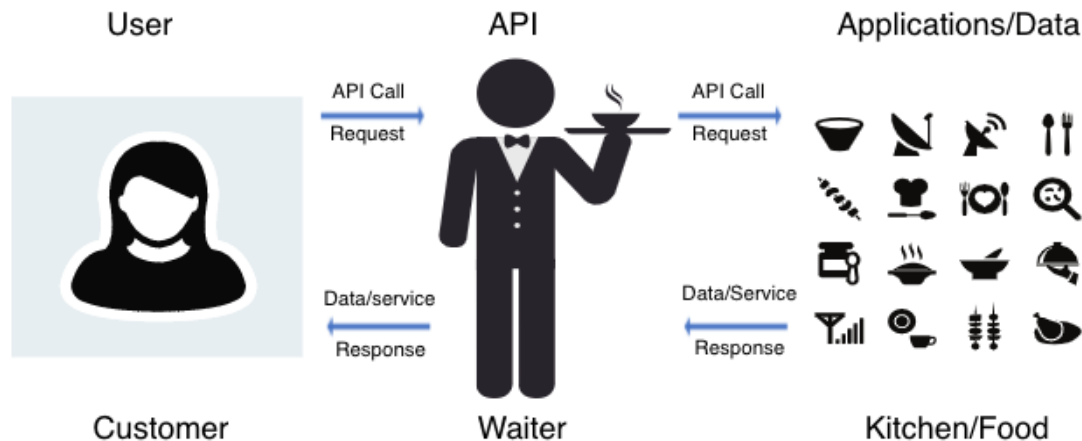 User
API
Applications/Data
API Call
Request
API Call
Request
Data/service
Response
Data/Service
Response
Customer
Waiter
Kitchen/Food